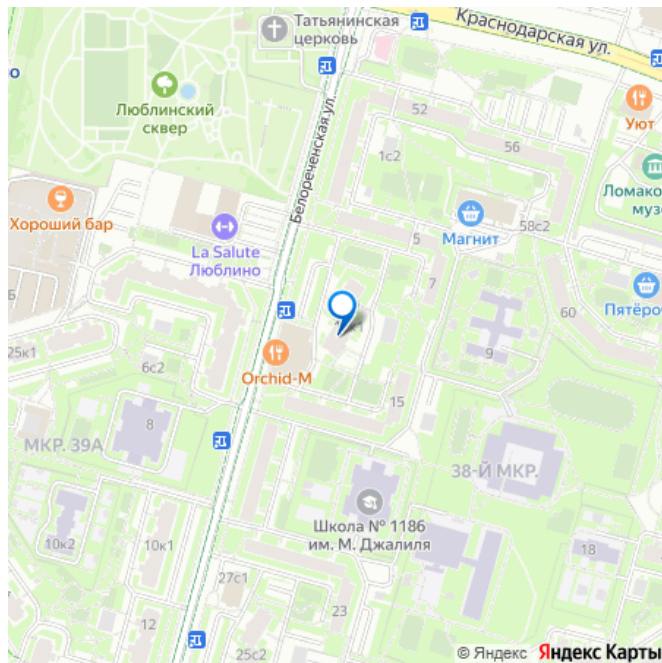 Татьянинская
церковь
Краснодарская ул.
о
Люблинский
сквер
Белореченская ул.
52
56
Уют
1с2
Ломако
музе
Хороший бар
Магнит
58с2
La Salute
Люблино
5
7
Б.
Пятёро
60
25к1
9
6с2
Orchid-M
15
8
МКР. 39А
38-Й МКР.
Школа № 1186
им. М. Джалиля
10к2
10к1
18
27с1
23
12
25с2
© Яндекс Яндекс Карты